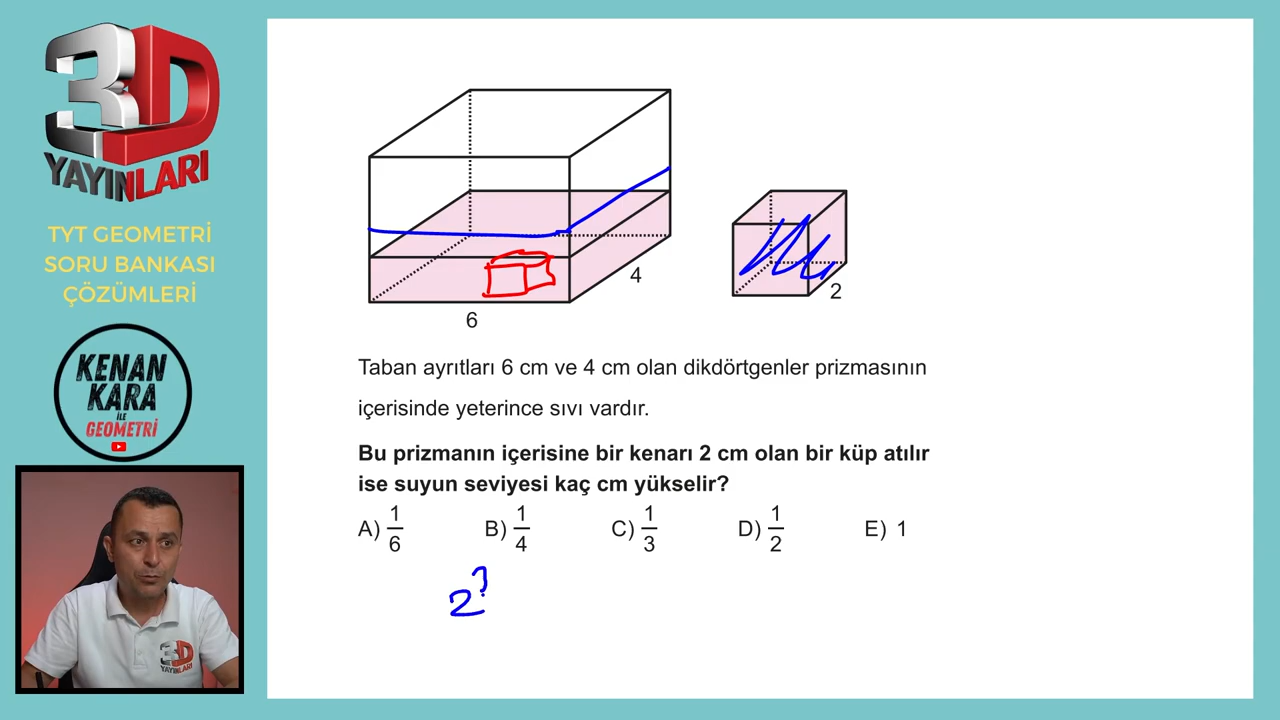 3D
YAYINLARI
TYT GEOMETRİ
SORU BANKASI
ÇÖZÜMLERİ
KENAN
KARA
İLE
GEOMETRİ
3D
YAYINLARI
6
4
2
Taban ayrıtları 6 cm ve 4 cm olan dikdörtgenler prizmasının
içerisinde yeterince sıvı vardır.
Bu prizmanın içerisine bir kenarı 2 cm olan bir küp atılır
ise suyun seviyesi kaç cm yükselir?
A) 1/6 B) 1/4 C) 1/3 D) 1/2 E) 1
2³